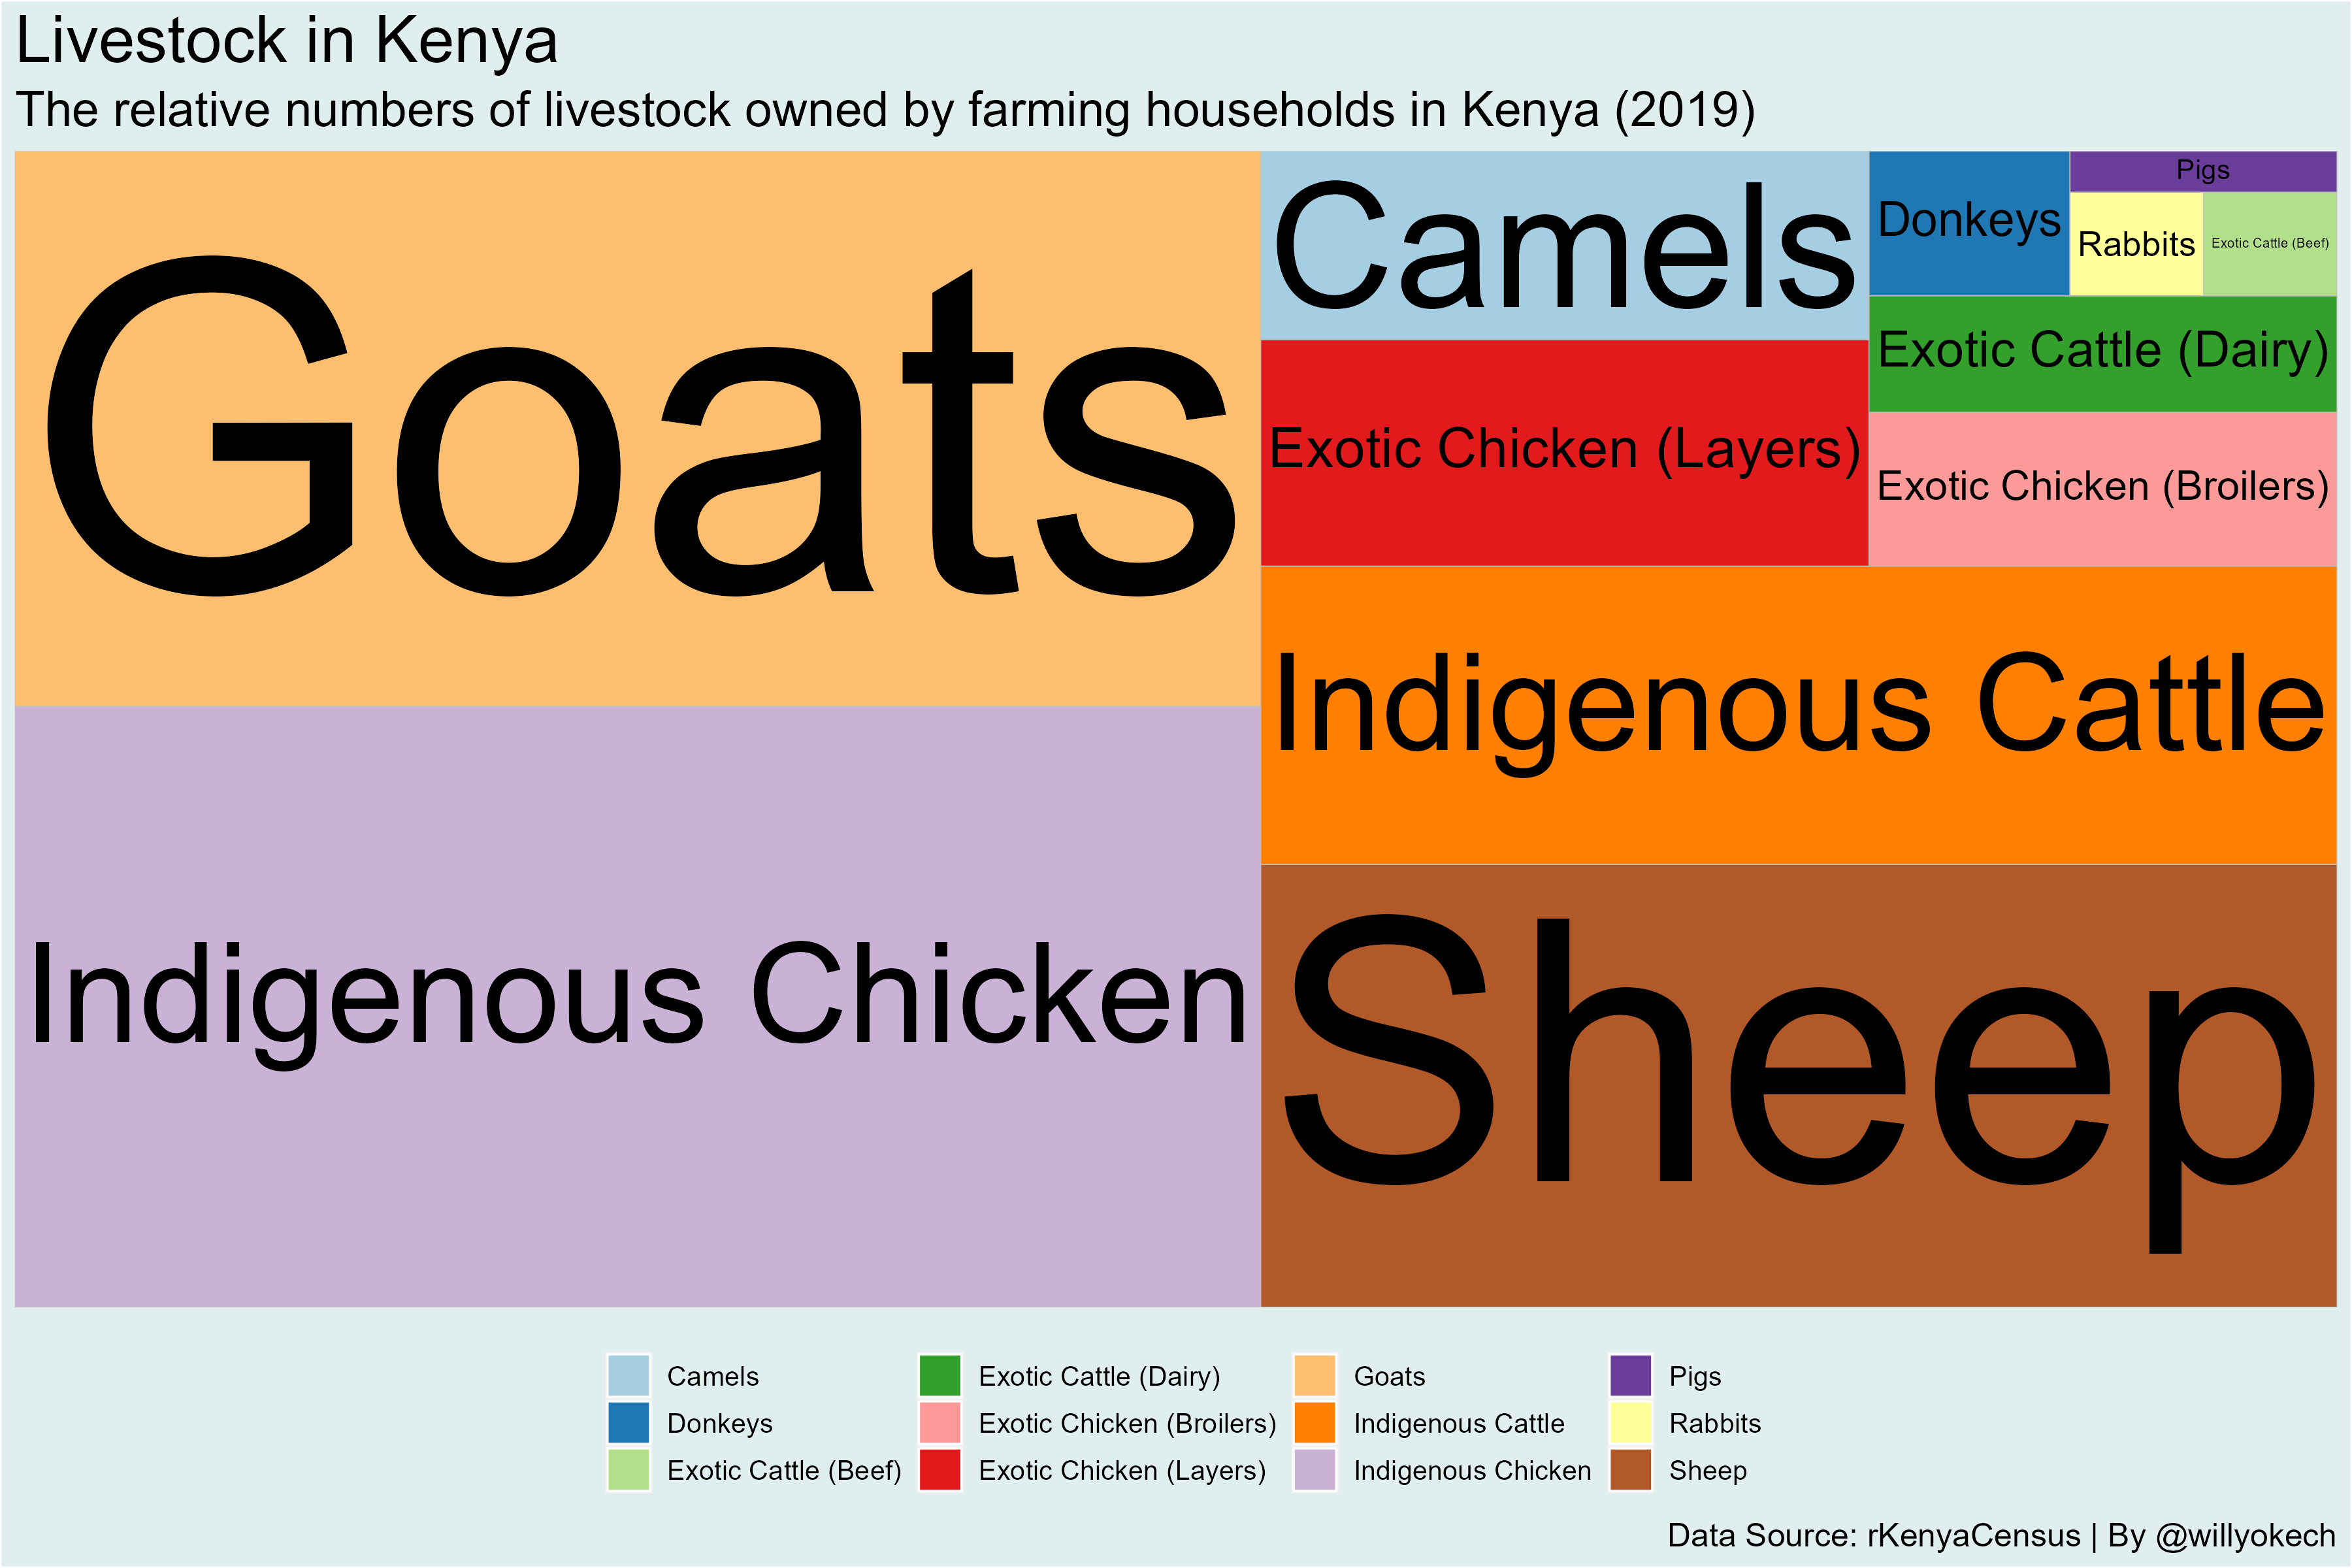 Livestock in Kenya
The relative numbers of livestock owned by farming households in Kenya (2019)
Goats
Indigenous Chicken
Camels
Exotic Chicken (Layers)
Donkeys
Pigs
Rabbits
Exotic Cattle (Beef)
Exotic Cattle (Dairy)
Exotic Chicken (Broilers)
Indigenous Cattle
Sheep
Camels
Donkeys
Exotic Cattle (Beef)
Exotic Cattle (Dairy)
Exotic Chicken (Broilers)
Exotic Chicken (Layers)
Goats
Indigenous Cattle
Indigenous Chicken
Pigs
Rabbits
Sheep
Data Source: rKenyaCensus | By @willyokech